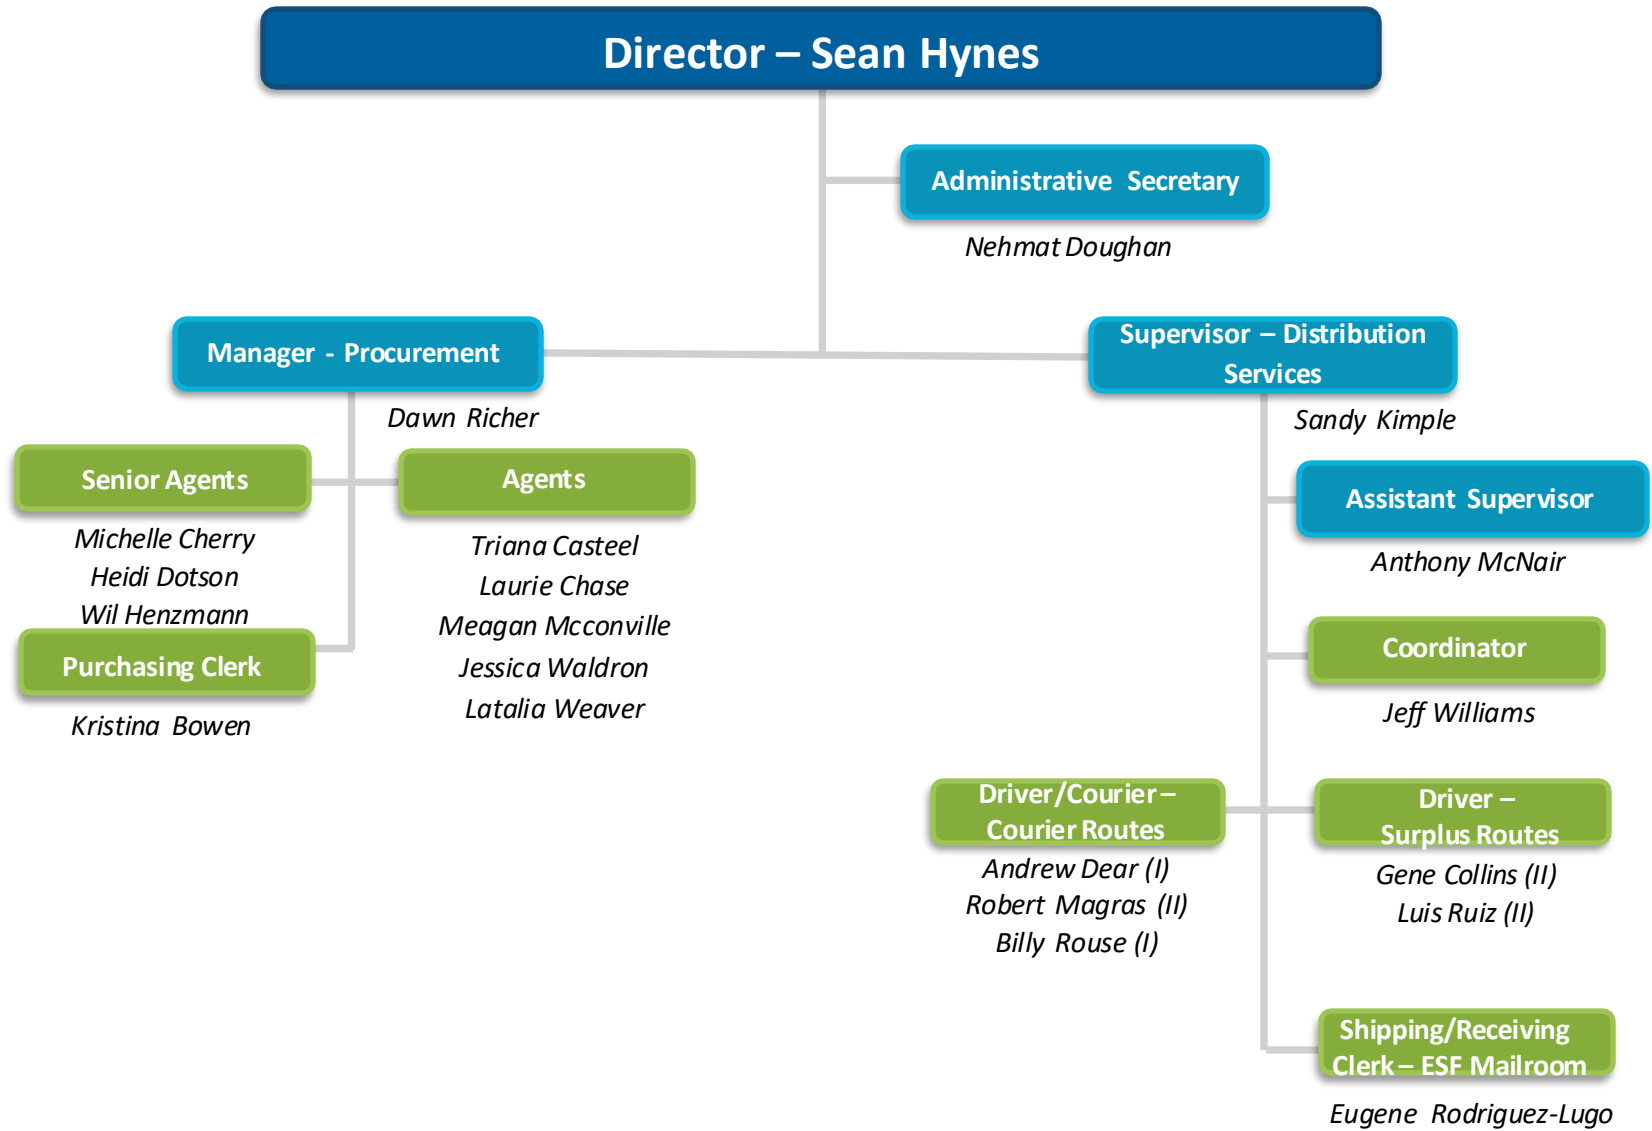 Director – Sean Hynes
Administrative Secretary
Nehmat Doughan
Manager - Procurement
Dawn Richer
Senior Agents
Michelle Cherry
Heidi Dotson
Wil Henzmann
Agents
Triana Casteel
Laurie Chase
Meagan Mcconville
Jessica Waldron
Latalia Weaver
Purchasing Clerk
Kristina Bowen
Supervisor – Distribution
Services
Sandy Kimple
Assistant Supervisor
Anthony McNair
Coordinator
Jeff Williams
Driver/Courier –
Courier Routes
Andrew Dear (I)
Robert Magras (II)
Billy Rouse (I)
Driver –
Surplus Routes
Gene Collins (II)
Luis Ruiz (II)
Shipping/Receiving
Clerk – ESF Mailroom
Eugene Rodriguez-Lugo